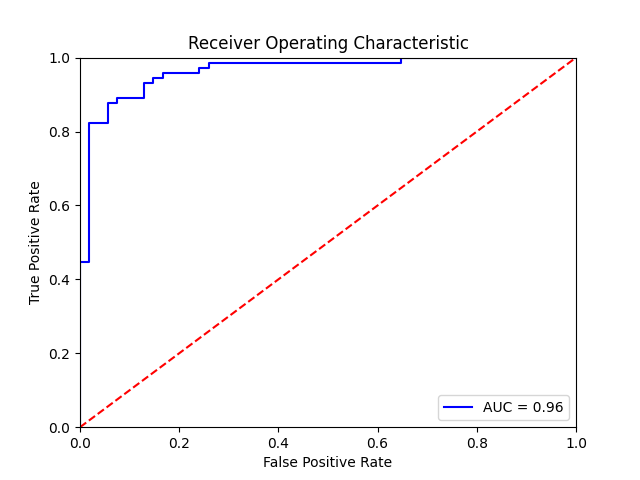 Receiver Operating Characteristic
1.0
0.8
0.6
0.4
0.2
0.0
True Positive Rate
AUC = 0.96
0.0 0.2 0.4 0.6 0.8 1.0
False Positive Rate